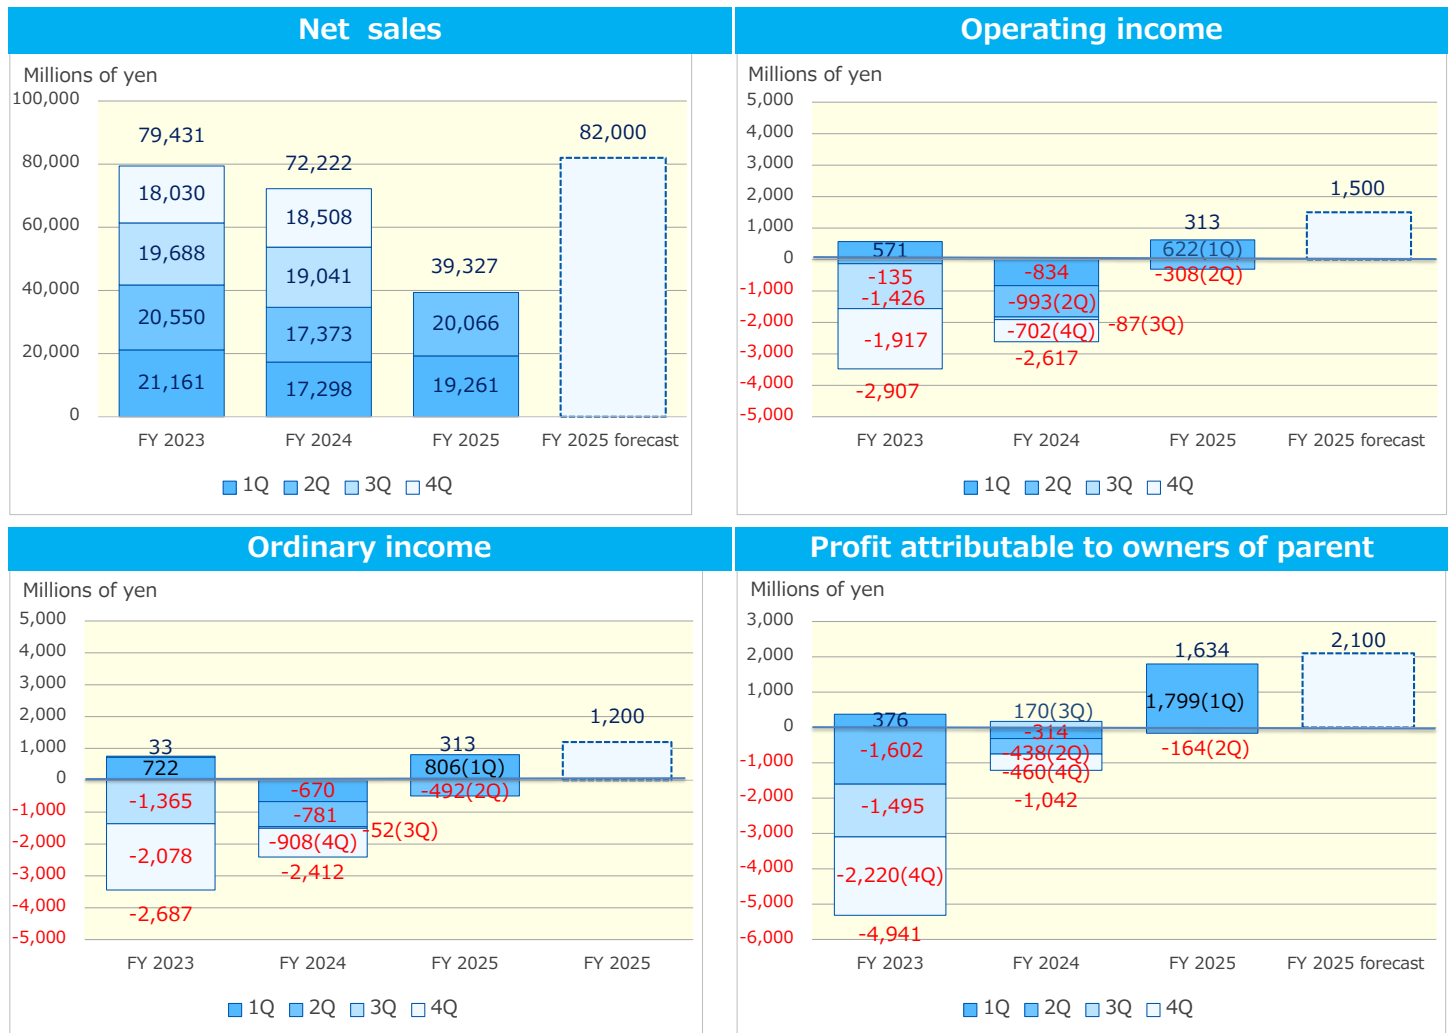 Net sales
Millions of yen
100,000
80,000
60,000
40,000
20,000
0
79,431
18,030
19,688
20,550
21,161
72,222
18,508
19,041
17,373
17,298
39,327
20,066
19,261
82,000
FY 2023 FY 2024 FY 2025 FY 2025 forecast
1Q 2Q 3Q 4Q
Operating income
Millions of yen
5,000
4,000
3,000
2,000
1,000
0
-1,000
-2,000
-3,000
-4,000
-5,000
571
-135
-1,426
-1,917
-2,907
-834
-993(2Q)
-87(3Q)
-702(4Q)
-2,617
313
622(1Q)
-308(2Q)
1,500
FY 2023 FY 2024 FY 2025 FY 2025 forecast
1Q 2Q 3Q 4Q
Ordinary income
Millions of yen
5,000
4,000
3,000
2,000
1,000
0
-1,000
-2,000
-3,000
-4,000
-5,000
33
722
-1,365
-2,078
-2,687
-670
-781
-52(3Q)
-908(4Q)
-2,412
313
806(1Q)
-492(2Q)
1,200
FY 2023 FY 2024 FY 2025 FY 2025
1Q 2Q 3Q 4Q
Profit attributable to owners of parent
Millions of yen
3,000
2,000
1,000
0
-1,000
-2,000
-3,000
-4,000
-5,000
-6,000
376
-1,602
-1,495
-2,220(4Q)
-4,941
170(3Q)
-314
-438(2Q)
-460(4Q)
-1,042
1,634
1,799(1Q)
-164(2Q)
2,100
FY 2023 FY 2024 FY 2025 FY 2025 forecast
1Q 2Q 3Q 4Q